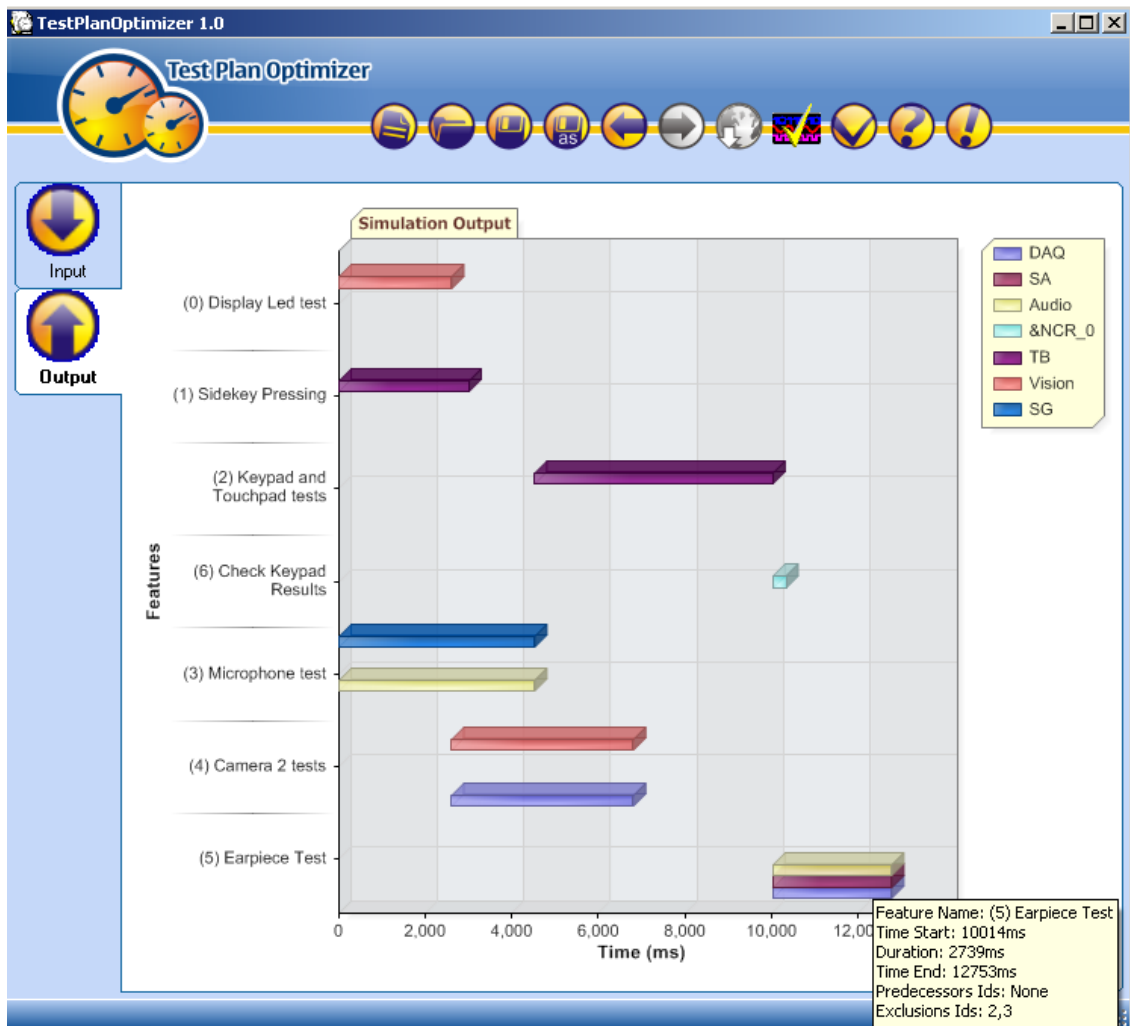 TestPlanOptimizer 1.0
Test Plan Optimizer
as
Input
Output
Simulation Output
(0) Display Led test
(1) Sidekey Pressing
(2) Keypad and
Touchpad tests
(6) Check Keypad
Results
(3) Microphone test
(4) Camera 2 tests
(5) Earpiece Test
Features
0
2,000
4,000
6,000
8,000
10,000
12,00
Time (ms)
DAQ
SA
Audio
&NCR_0
TB
Vision
SG
Feature Name: (5) Earpiece Test
Time Start: 10014ms
Duration: 2739ms
Time End: 12753ms
Predecessors Ids: None
Exclusions Ids: 2,3